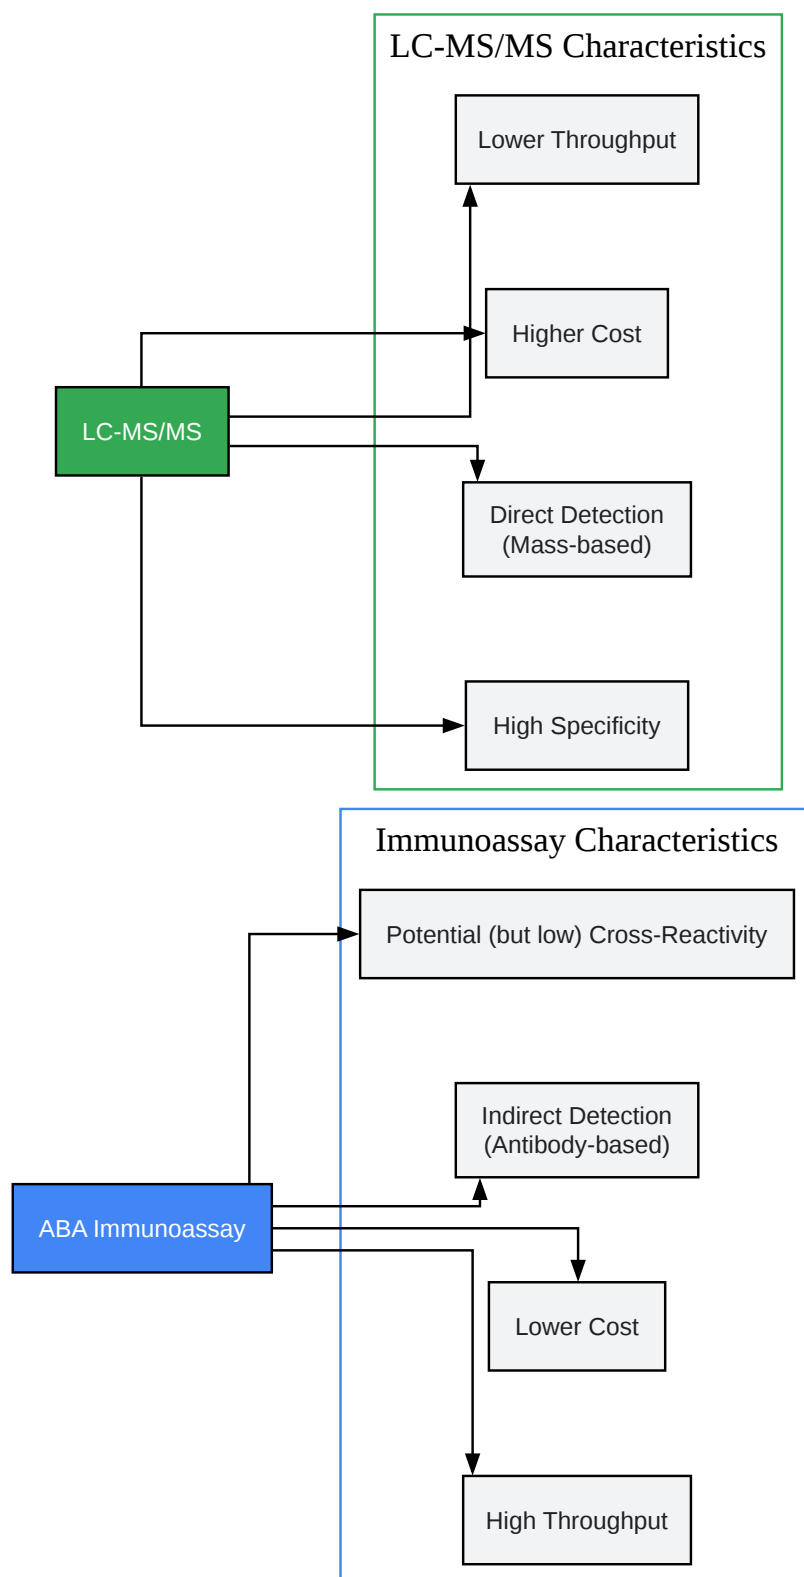 LC-MS/MS Characteristics
Lower Throughput
Higher Cost
LC-MS/MS
Direct Detection
(Mass-based)
High Specificity
Immunoassay Characteristics
Potential (but low) Cross-Reactivity
Indirect Detection
(Antibody-based)
ABA Immunoassay
Lower Cost
High Throughput